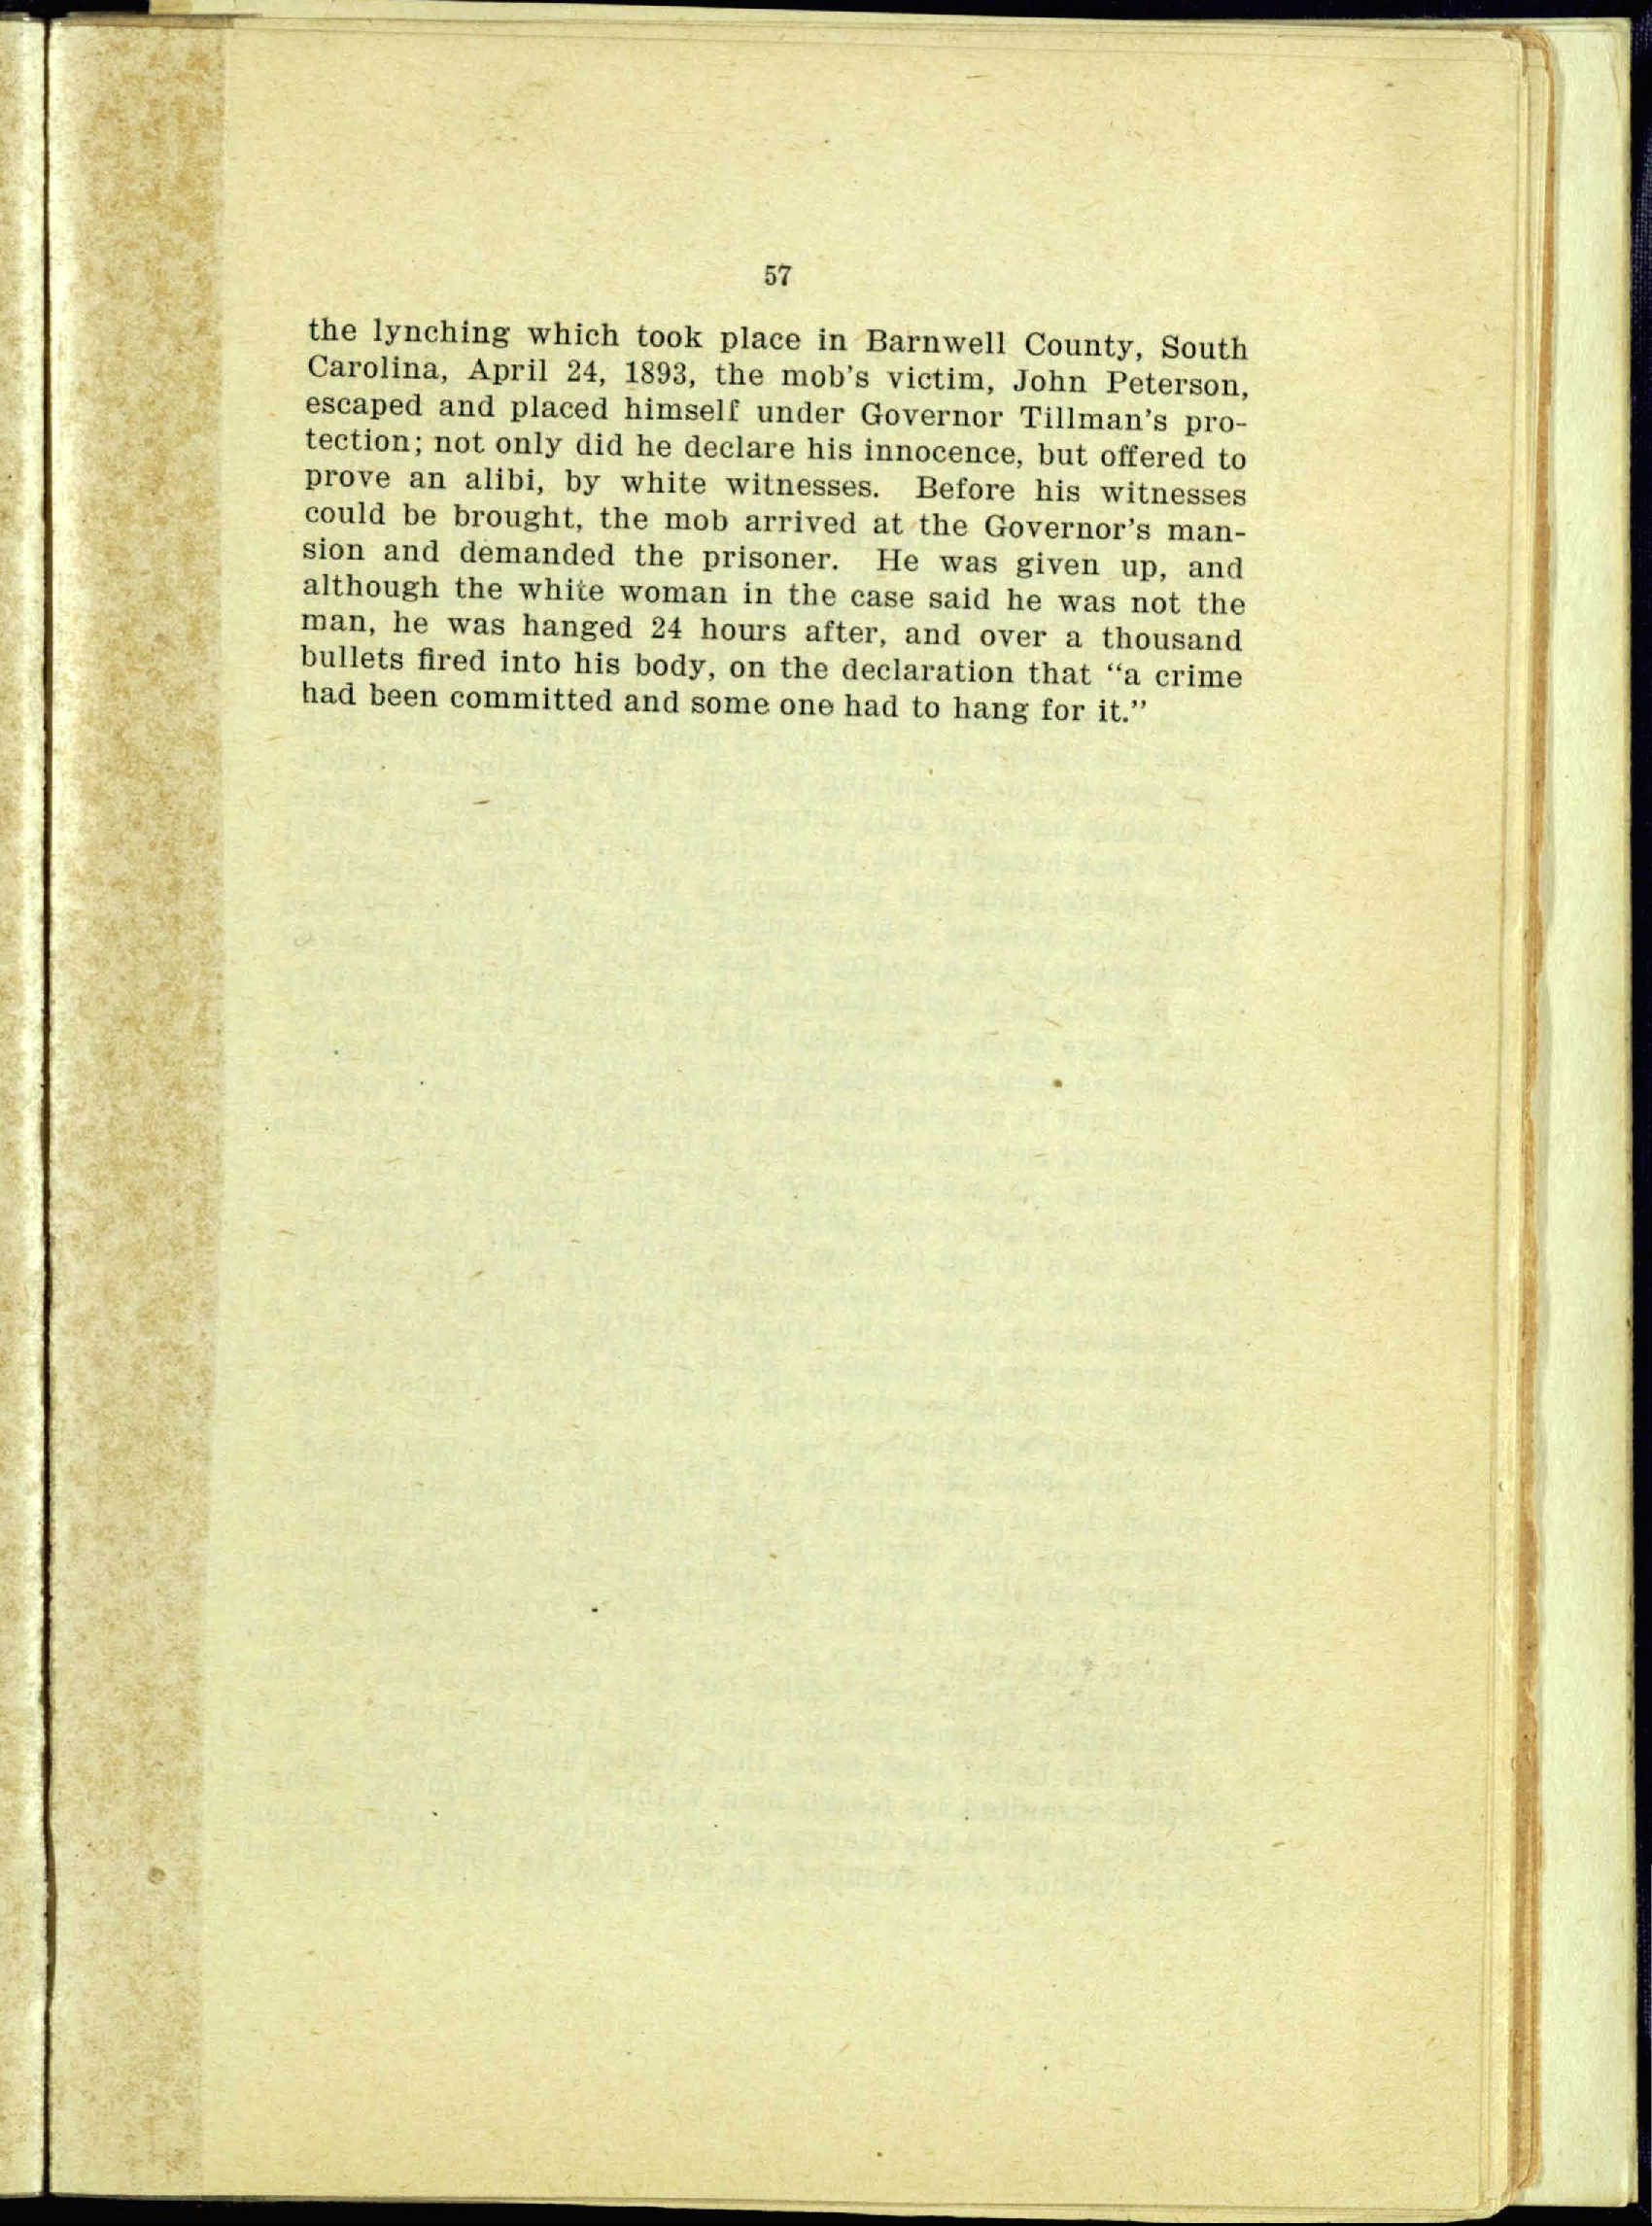 57
the lynching which took place in Barnwell County, South
Carolina, April 24, 1893, the mob's victim, John Peterson,
escaped and placed himself under Governor Tillman's pro-
tection; not only did he declare his innocence, but offered to
prove an alibi, by white witnesses. Before his witnesses
could be brought, the mob arrived at the Governor's man-
sion and demanded the prisoner. He was given up, and
although the white woman in the case said he was not the
man, he was hanged 24 hours after, and over a thousand
bullets fired into his body, on the declaration that “a crime
had been committed and some one had to hang for it.”